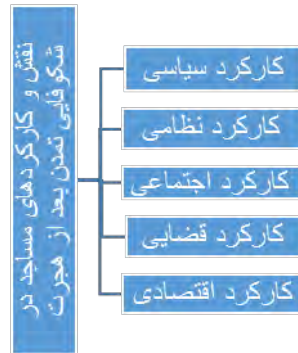 نقش و کارکردهای مساجد در
شکوفایی تمدن بعد از هجرت
کارکرد سیاسی
کارکرد نظامی
کارکرد اجتماعی
کارکرد قضایی
کارکرد اقتصادی